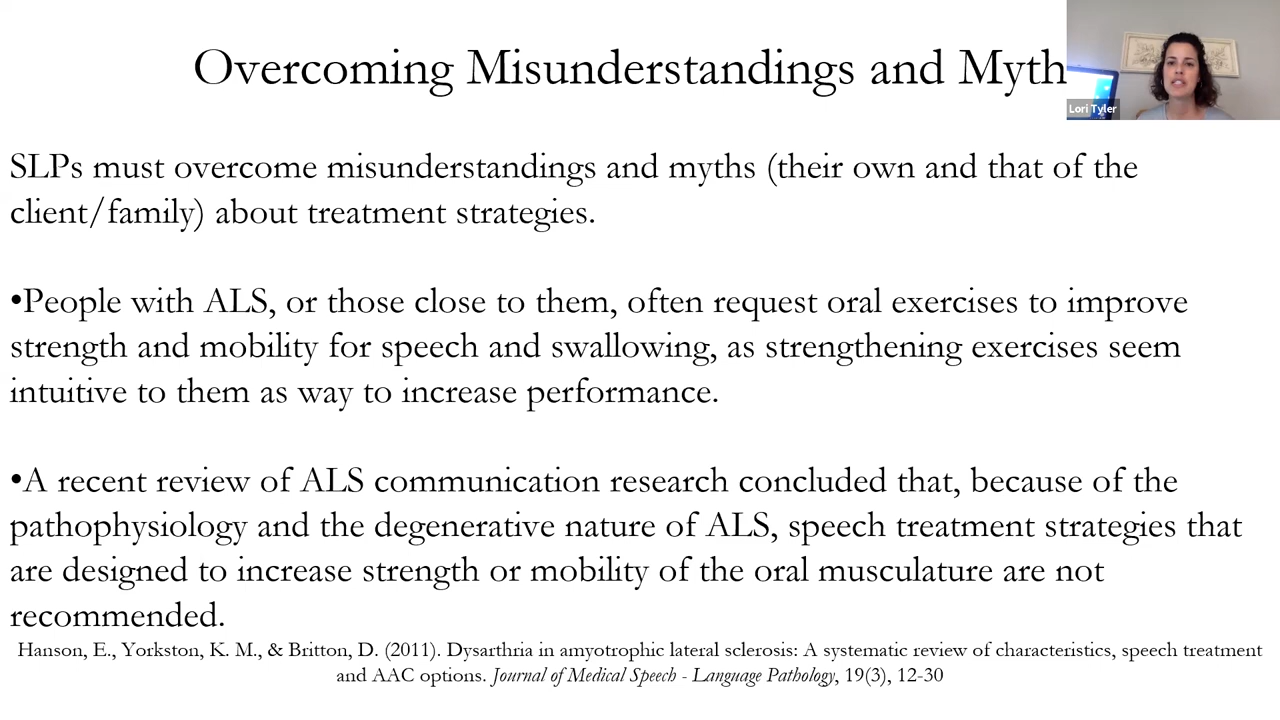 Overcoming Misunderstandings and Myth
Lori Tyler
SLPs must overcome misunderstandings and myths (their own and that of the
client/family) about treatment strategies.
•People with ALS, or those close to them, often request oral exercises to improve
strength and mobility for speech and swallowing, as strengthening exercises seem
intuitive to them as way to increase performance.
•A recent review of ALS communication research concluded that, because of the
pathophysiology and the degenerative nature of ALS, speech treatment strategies that
are designed to increase strength or mobility of the oral musculature are not
recommended.
Hanson, E., Yorkston, K. M., & Britton, D. (2011). Dysarthria in amyotrophic lateral sclerosis: A systematic review of characteristics, speech treatment
and AAC options. Journal of Medical Speech - Language Pathology, 19(3), 12-30